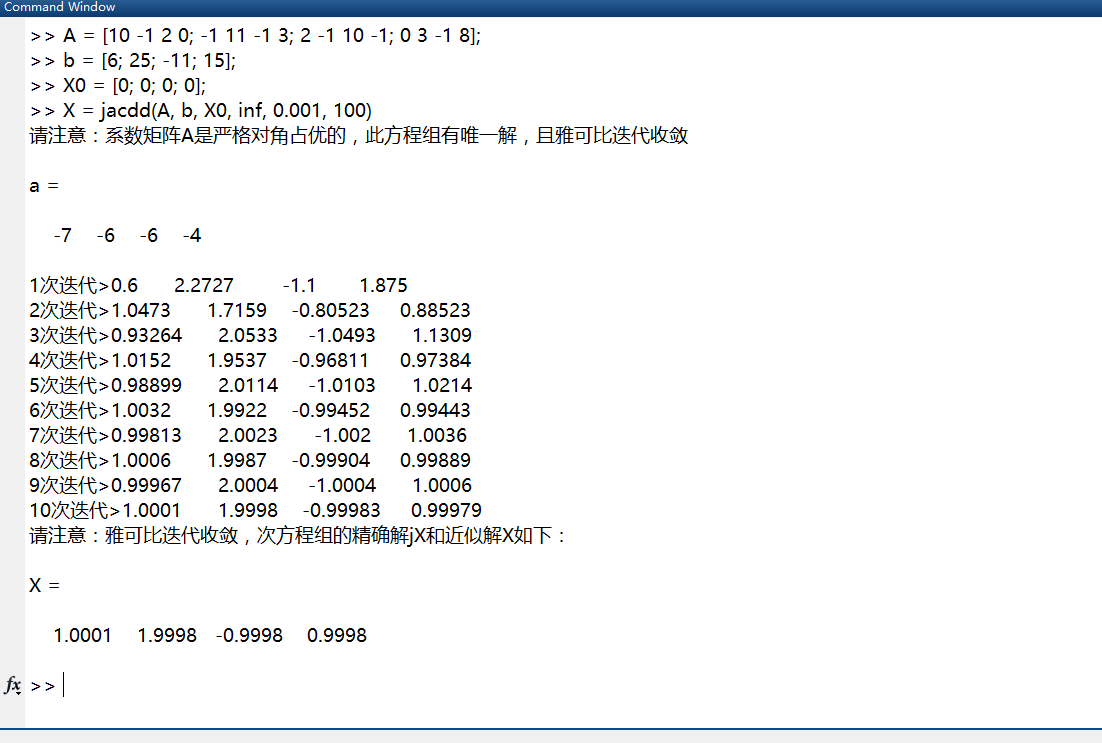 Command Window
>> A = [10 -1 2 0; -1 11 -1 3; 2 -1 10 -1; 0 3 -1 8];
>> b = [6; 25; -11; 15];
>> X0 = [0; 0; 0; 0];
>> X = jacdd(A, b, X0, inf, 0.001, 100)
请注意：系数矩阵A是严格对角占优的，此方程组有唯一解，且雅可比迭代收敛
a =
-7 -6 -6 -4
1次迭代>0.6 2.2727 -1.1 1.875
2次迭代>1.0473 1.7159 -0.80523 0.88523
3次迭代>0.93264 2.0533 -1.0493 1.1309
4次迭代>1.0152 1.9537 -0.96811 0.97384
5次迭代>0.98899 2.0114 -1.0103 1.0214
6次迭代>1.0032 1.9922 -0.99452 0.99443
7次迭代>0.99813 2.0023 -1.002 1.0036
8次迭代>1.0006 1.9987 -0.99904 0.99889
9次迭代>0.99967 2.0004 -1.0004 1.0006
10次迭代>1.0001 1.9998 -0.99983 0.99979
请注意：雅可比迭代收敛，次方程组的精确解jX和近似解X如下：
X =
1.0001 1.9998 -0.9998 0.9998
fx >>